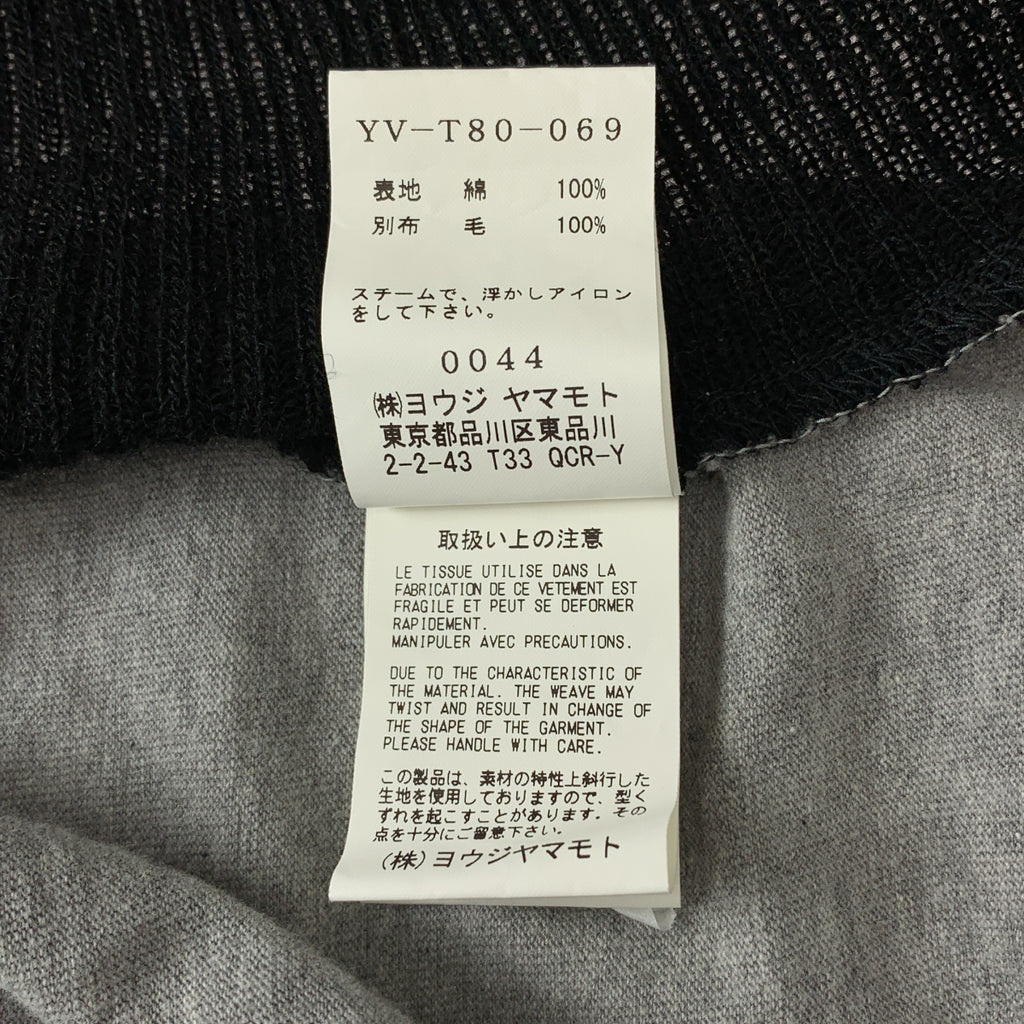 YV-T80-069
表地 綿 100%
別布 毛 100%
スチームで、浮かしアイロン
をして下さい。
0044
㈱ヨウジ ヤマモト
東京都品川区東品川
2-2-43 T33 QCR-Y
取扱い上の注意
LE TISSUE UTILISE DANS LA
FABRICATION DE CE VETEMENT EST
FRAGILE ET PEUT SE DEFORMER
RAPIDEMENT.
MANIPULER AVEC PRECAUTIONS.
DUE TO THE CHARACTERISTIC OF
THE MATERIAL. THE WEAVE MAY
TWIST AND RESULT IN CHANGE OF
THE SHAPE OF THE GARMENT.
PLEASE HANDLE WITH CARE.
この製品は、素材の特性上斜行した
生地を使用しておりますので、型く
ずれを起こすことがあります。その
点を十分にご留意下さい。
(株)ヨウジヤマモト